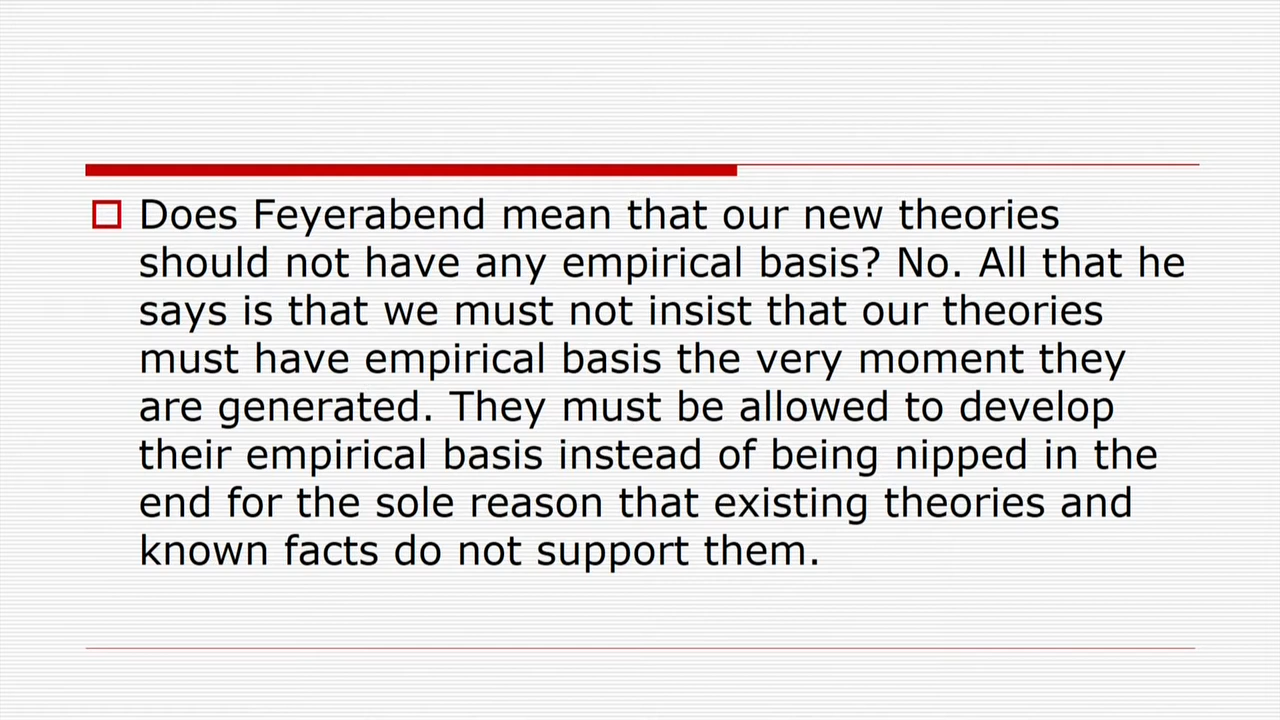 Does Feyerabend mean that our new theories
should not have any empirical basis? No. All that he
says is that we must not insist that our theories
must have empirical basis the very moment they
are generated. They must be allowed to develop
their empirical basis instead of being nipped in the
end for the sole reason that existing theories and
known facts do not support them.